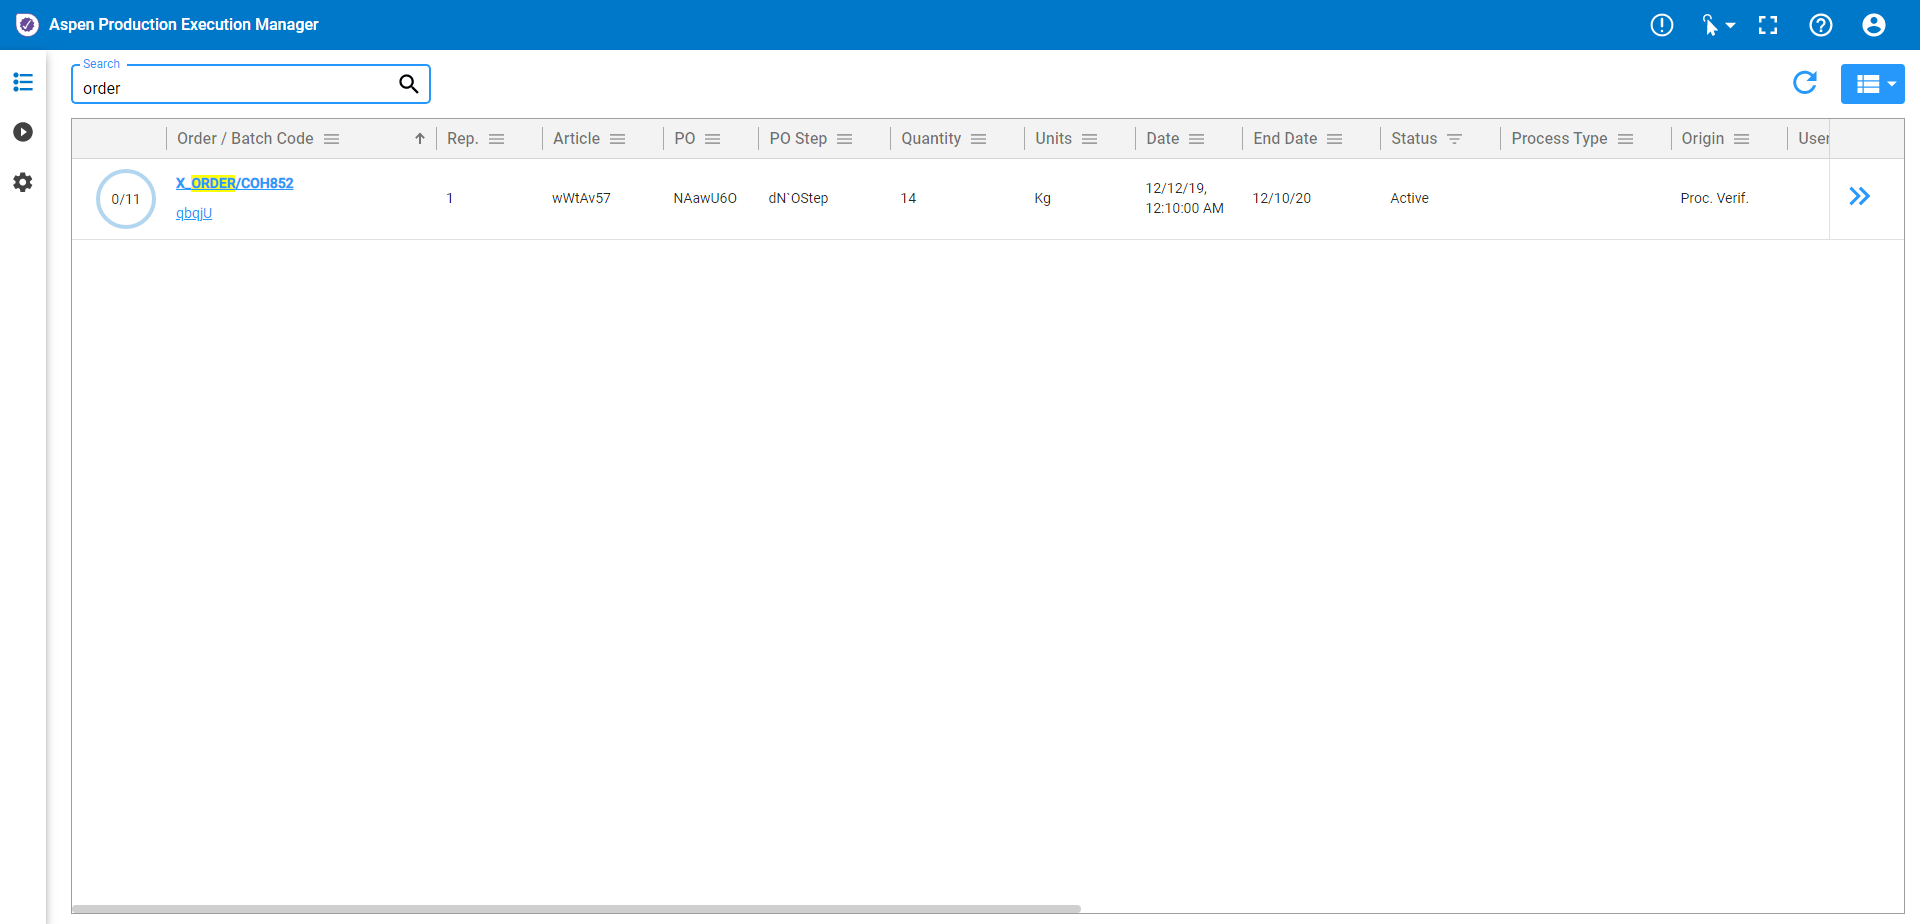 Aspen Production Execution Manager
Search
order
Order / Batch Code Rep. Article PO PO Step Quantity Units Date End Date Status Process Type Origin User
0/11 X_ORDER/COH852 qbqjU 1 wWtAv57 NAawU6O dN`OStep 14 Kg 12/12/19, 12:10:00 AM 12/10/20 Active Proc. Verif.